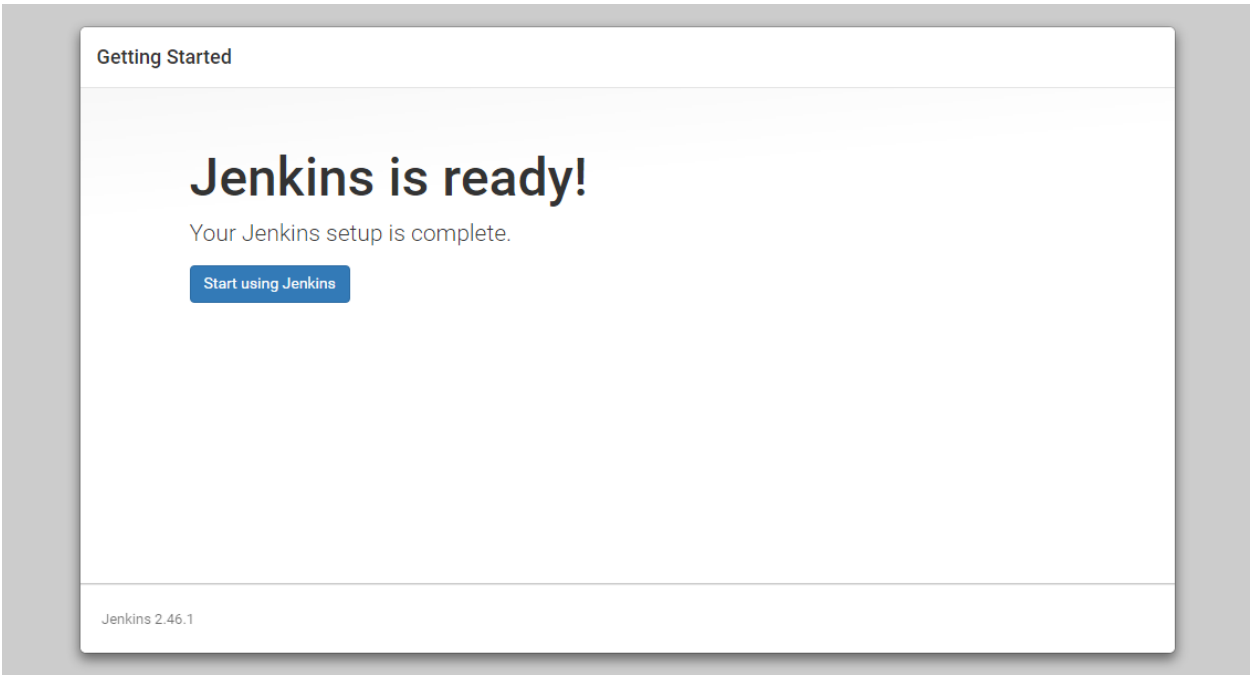 Getting Started
Jenkins is ready!
Your Jenkins setup is complete.
Start using Jenkins
Jenkins 2.46.1